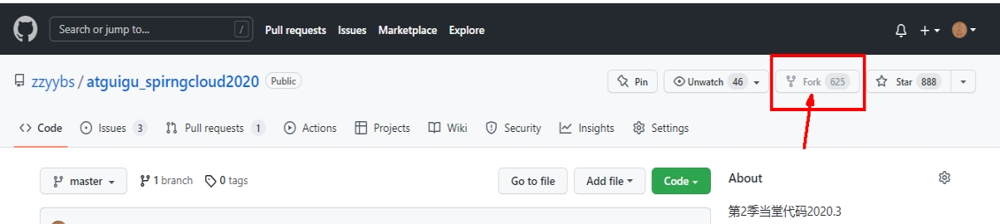 Search or jump to... / Pull requests Issues Marketplace Explore
zzyybs / atguigu_spirngcloud2020 Public Pin Unwatch 46 Fork 625 Star 888
Code Issues 3 Pull requests 1 Actions Projects Wiki Security Insights Settings
master 1 branch 0 tags Go to file Add file Code About
第2季当堂代码2020.3